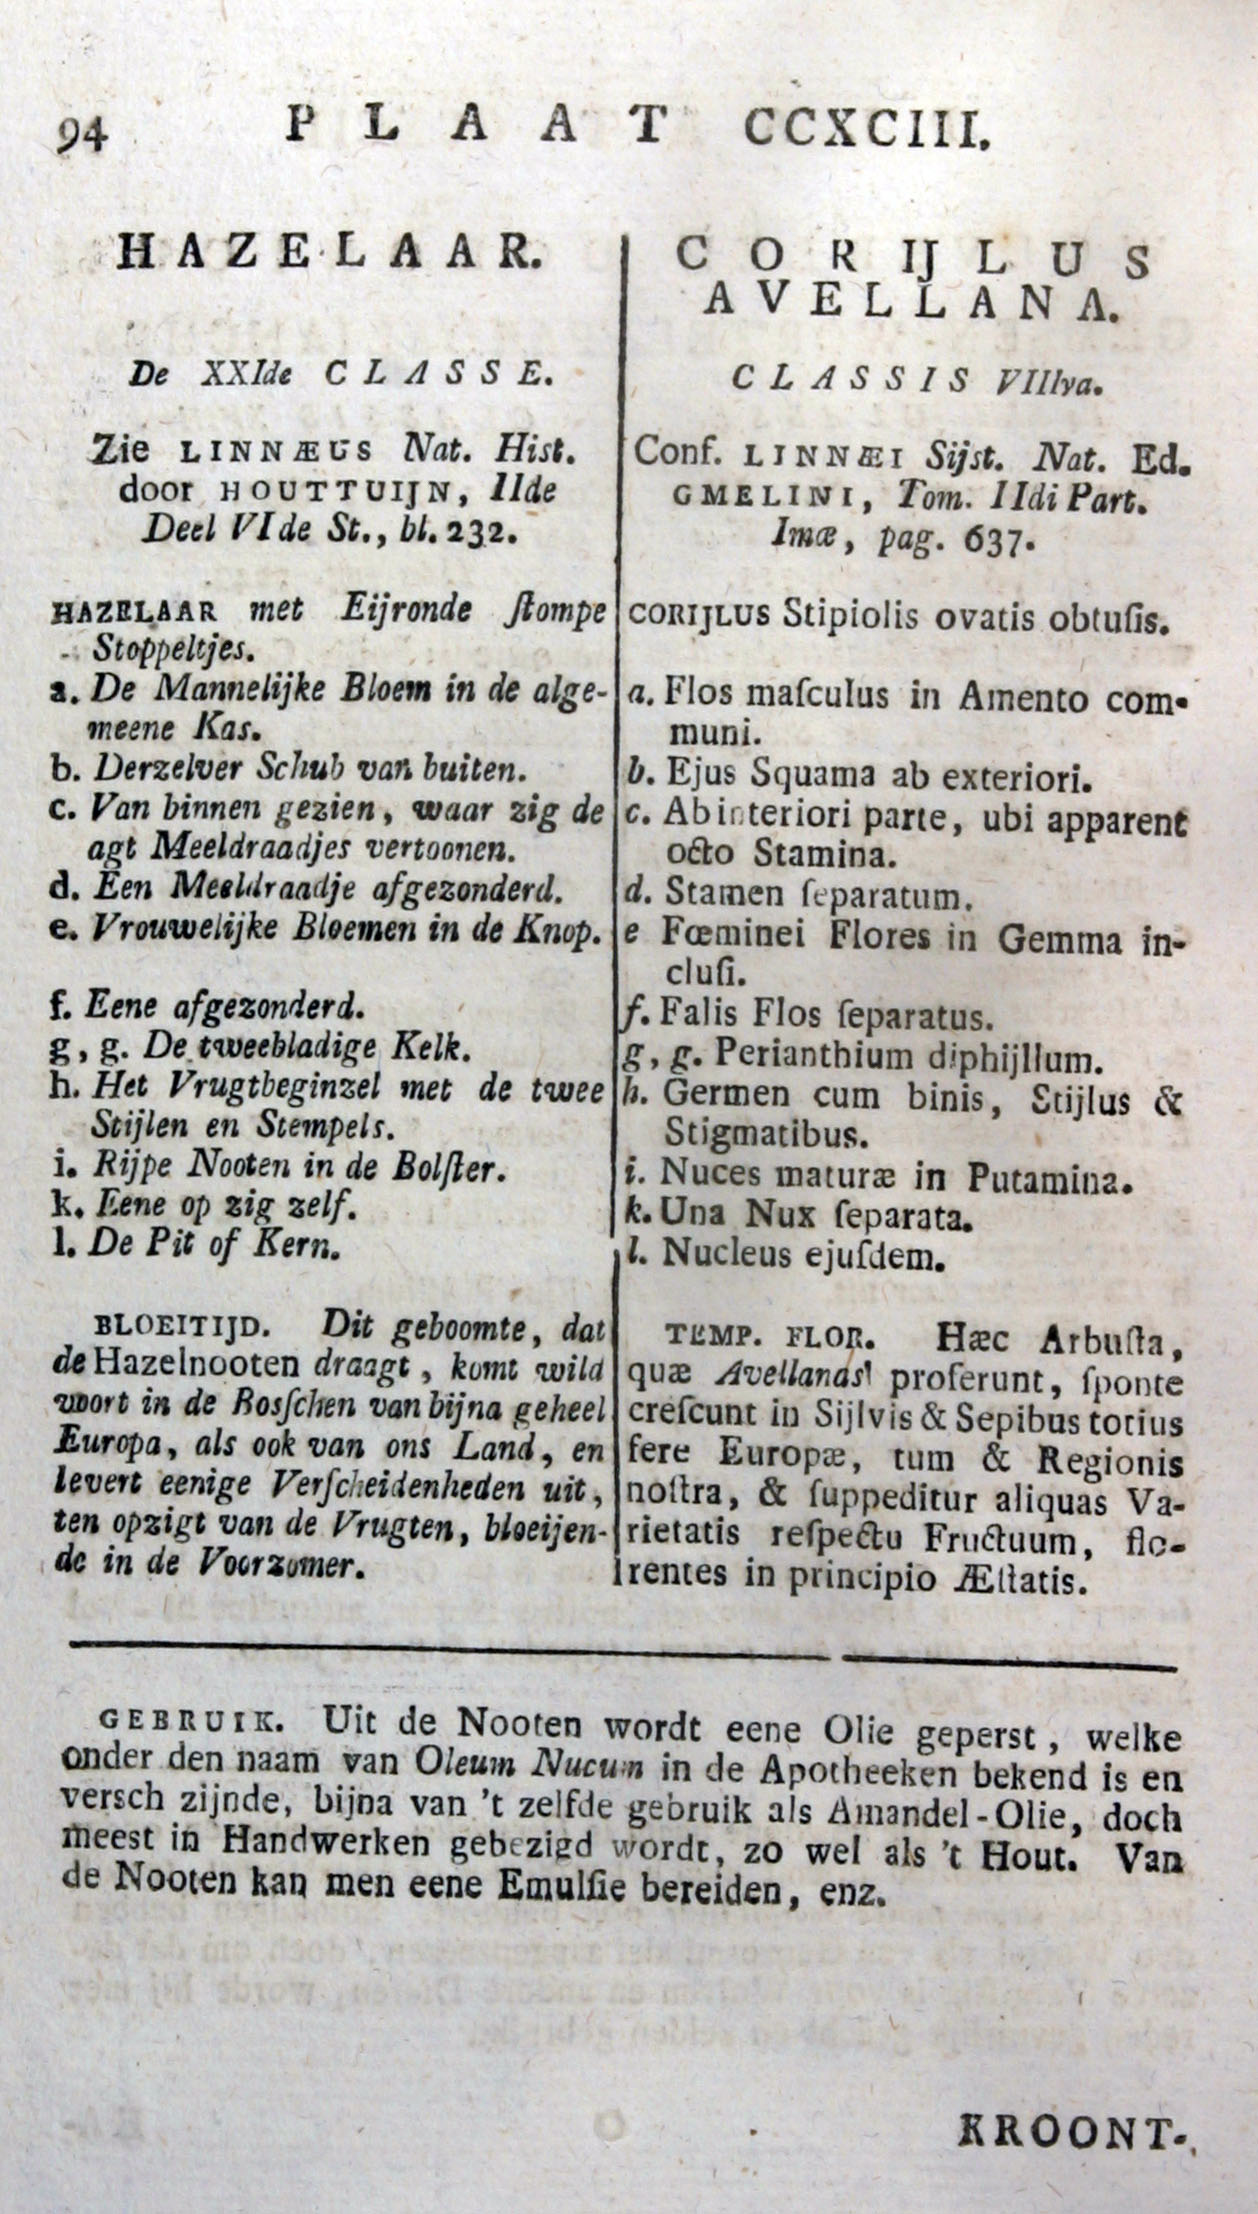 94 PLAAT CCXCIII.
HAZELAAR.
De XXIde CLASSE.
Zie LINNÆUS Nat. Hist.
door HOUTTUIJN, IIde
Deel VIde St., bl. 232.
HAZELAAR met Eijronde ſtompe
Stoppeltjes.
a. De Mannelijke Bloem in de alge-
meene Kas.
b. Derzelver Schub van buiten.
c. Van binnen gezien, waar zig de
agt Meeldraadjes vertoonen.
d. Een Meeldraadje afgezonderd.
e. Vrouwelijke Bloemen in de Knop.
f. Eene afgezonderd.
g, g. De tweebladige Kelk.
h. Het Vrugtbeginzel met de twee
Stijlen en Stempels.
i. Rijpe Nooten in de Bolſter.
k. Eene op zig zelf.
l. De Pit of Kern.
BLOEITIJD. Dit geboomte, dat
de Hazelnooten draagt, komt wild
voort in de Bosſchen van bijna geheel
Europa, als ook van ons Land, en
levert eenige Verſcheidenheden uit,
ten opzigt van de Vrugten, bloeijen-
de in de Voorzomer.
CORIJLUS
AVELLANA.
CLASSIS VIIIva.
Conf. LINNÆI Sijst. Nat. Ed.
GMELINI, Tom. IIdi Part.
Imæ, pag. 637.
CORIJLUS Stipiolis ovatis obtuſis.
a. Flos maſculus in Amento com-
muni.
b. Ejus Squama ab exteriori.
c. Ab interiori parte, ubi apparent
octo Stamina.
d. Stamen ſeparatum.
e Fœminei Flores in Gemma in-
cluſi.
f. Falis Flos ſeparatus.
g, g. Perianthium diphijllum.
h. Germen cum binis, Stijlus &
Stigmatibus.
i. Nuces maturæ in Putamina.
k. Una Nux ſeparata.
l. Nucleus ejuſdem.
TEMP. FLOR. Hæc Arbuſta,
quæ Avellanas proferunt, ſponte
creſcunt in Sijlvis & Sepibus totius
fere Europæ, tum & Regionis
noſtra, & ſuppeditur aliquas Va-
rietatis reſpectu Fructuum, flo-
rentes in principio Æſtatis.
GEBRUIK. Uit de Nooten wordt eene Olie geperst, welke
onder den naam van Oleum Nucum in de Apotheeken bekend is en
versch zijnde, bijna van 't zelfde gebruik als Amandel-Olie, doch
meest in Handwerken gebezigd wordt, zo wel als 't Hout. Van
de Nooten kan men eene Emulſie bereiden, enz.
KROONT-